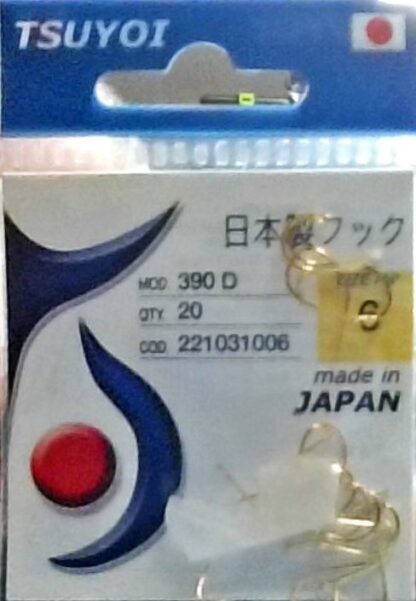 TSUYOI
日本製フック
MOD 390 D
QTY 20
COD 221031006
6
made in
JAPAN